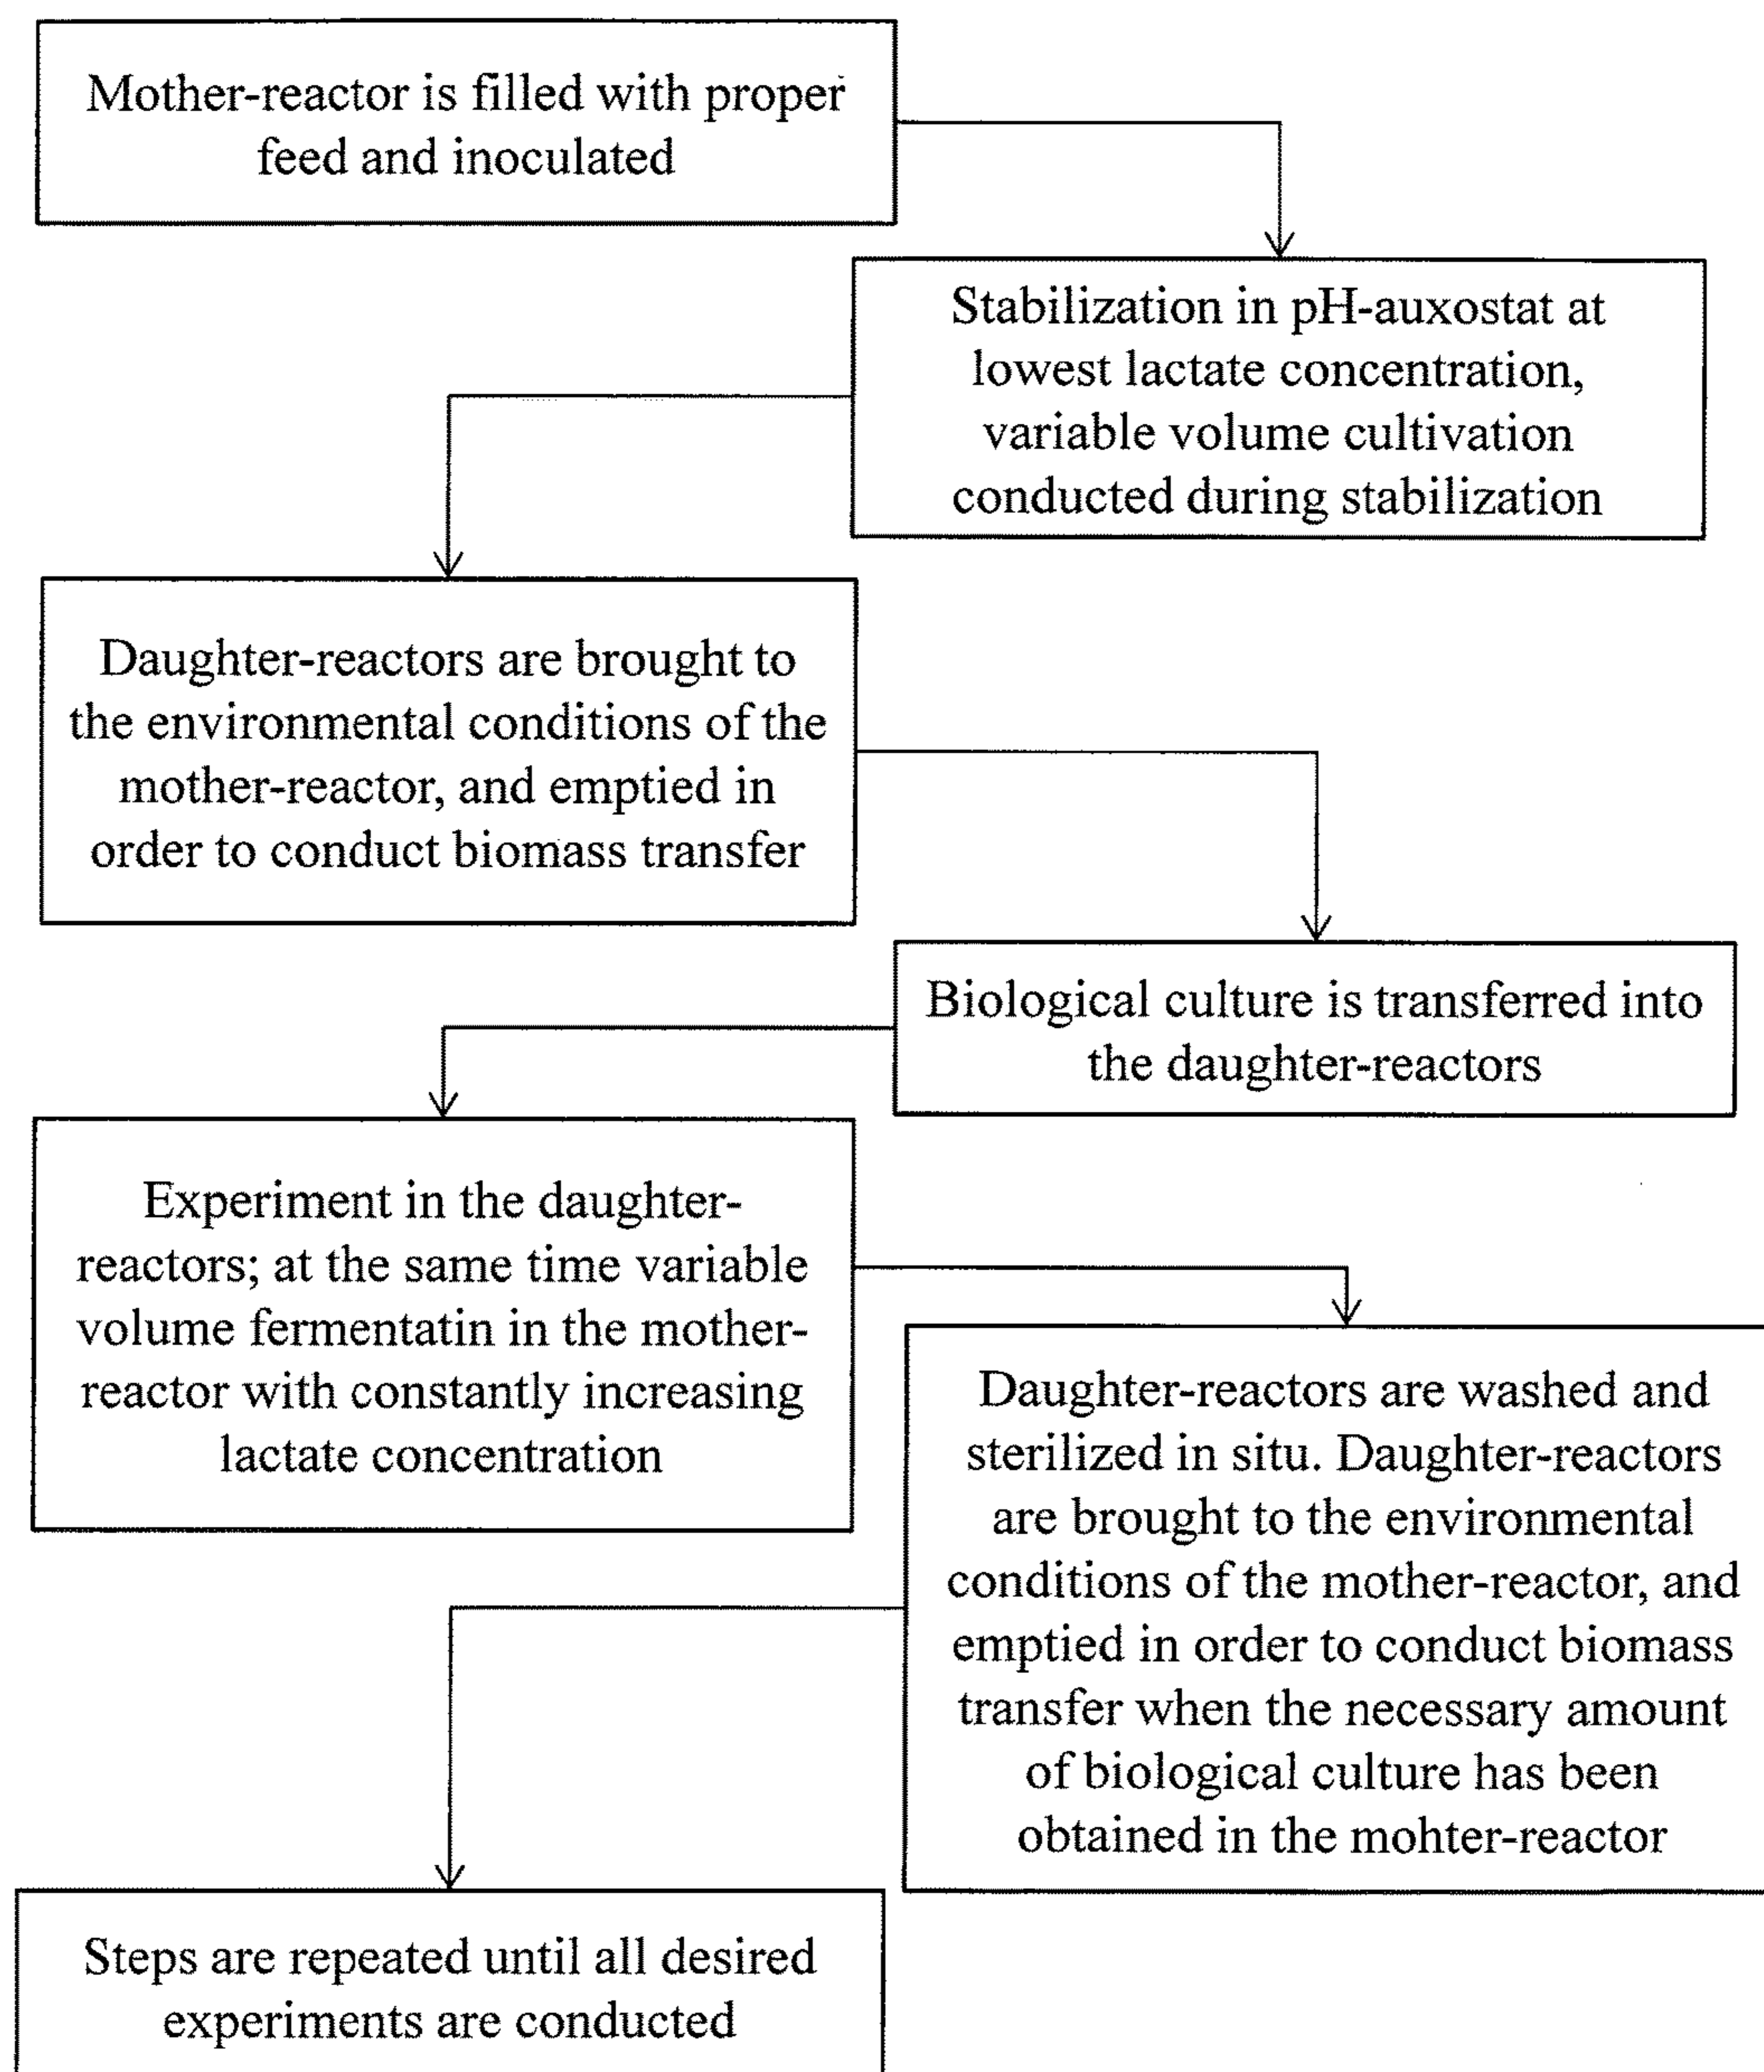 Mother-reactor is filled with proper
feed and inoculated
Stabilization in pH-auxostat at
lowest lactate concentration,
variable volume cultivation
conducted during stabilization
Daughter-reactors are brought to
the environmental conditions of the
mother-reactor, and emptied in
order to conduct biomass transfer
Biological culture is transferred into
the daughter-reactors
Experiment in the daughter-
reactors; at the same time variable
volume fermentatin in the mother-
reactor with constantly increasing
lactate concentration
Daughter-reactors are washed and
sterilized in situ. Daughter-reactors
are brought to the environmental
conditions of the mother-reactor, and
emptied in order to conduct biomass
transfer when the necessary amount
of biological culture has been
obtained in the mohter-reactor
Steps are repeated until all desired
experiments are conducted